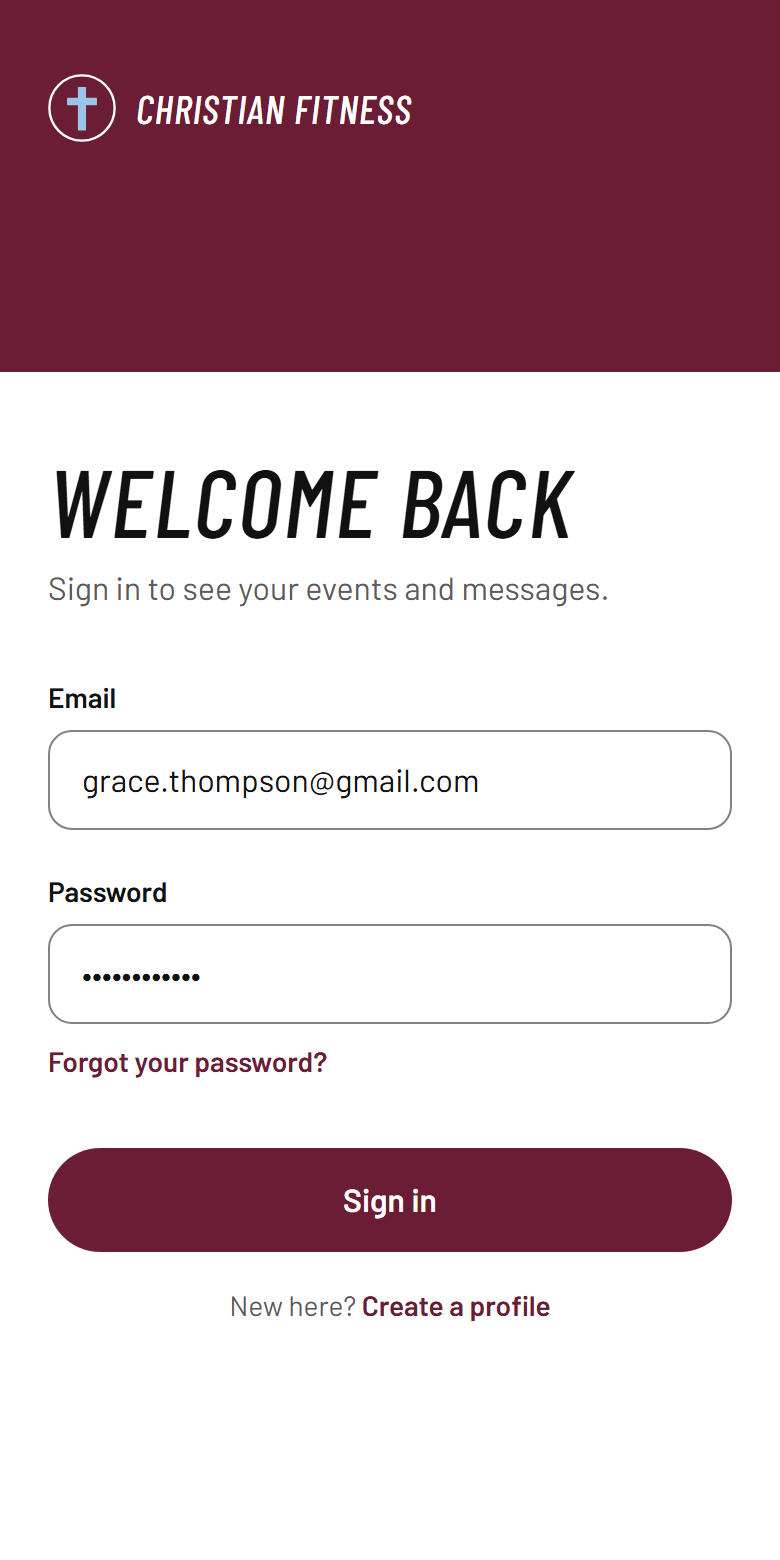 CHRISTIAN FITNESS
WELCOME BACK
Sign in to see your events and messages.
Email
grace.thompson@gmail.com
Password
••••••••••••
Forgot your password?
Sign in
New here? Create a profile